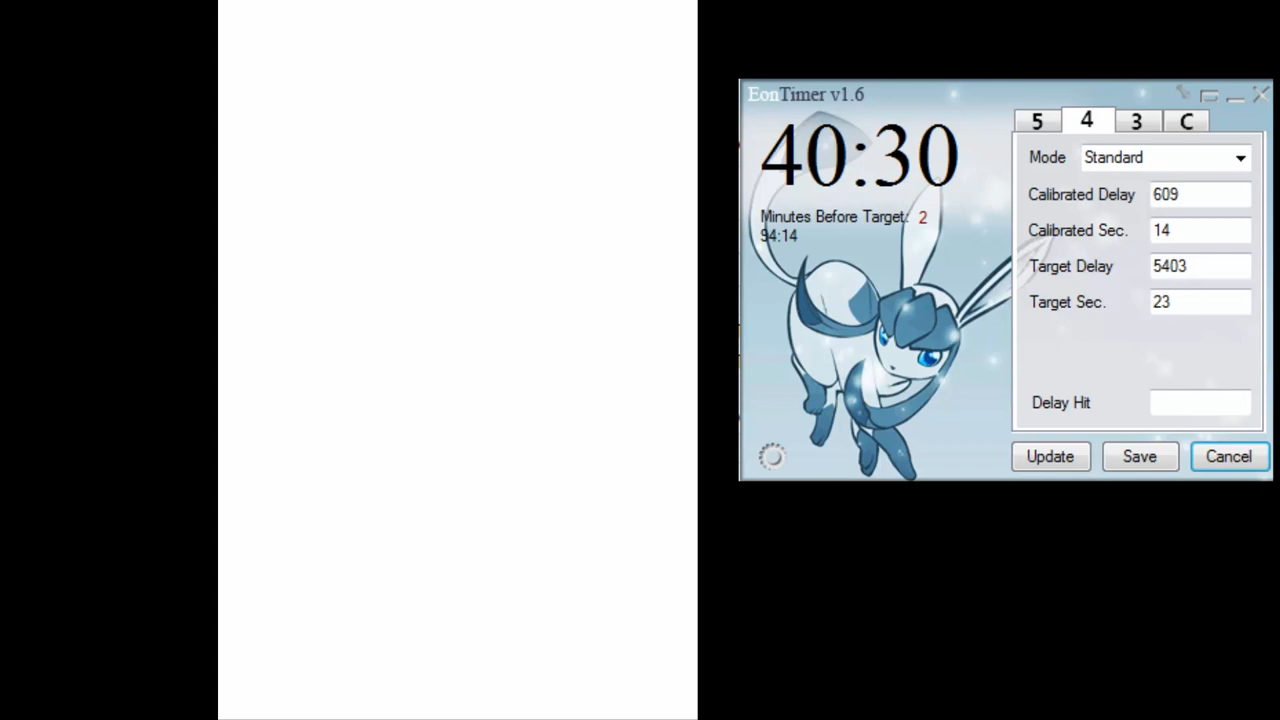 EonTimer v1.6
40:30
Minutes Before Target: 2
94:14
5 4 3 C
Mode Standard
Calibrated Delay 609
Calibrated Sec. 14
Target Delay 5403
Target Sec. 23
Delay Hit
Update Save Cancel